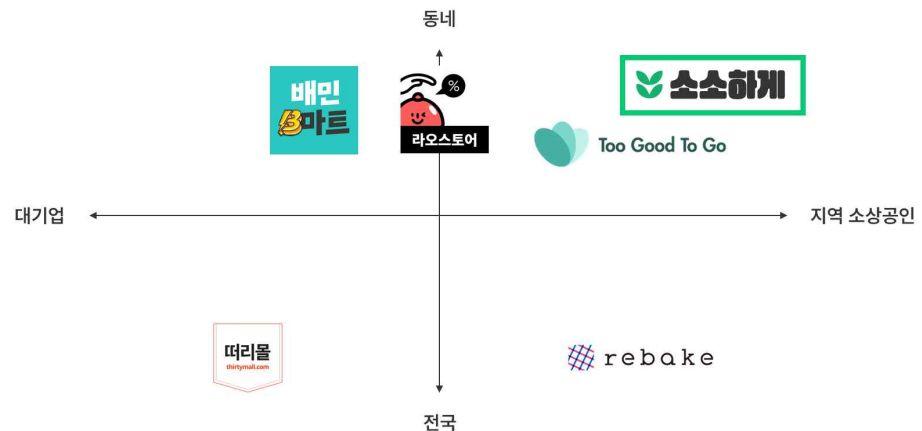 동네
배민
B마트
%
라오스토어
소소하게
Too Good To Go
대기업
지역 소상공인
떠리몰
thirtymall.com
rebake
전국